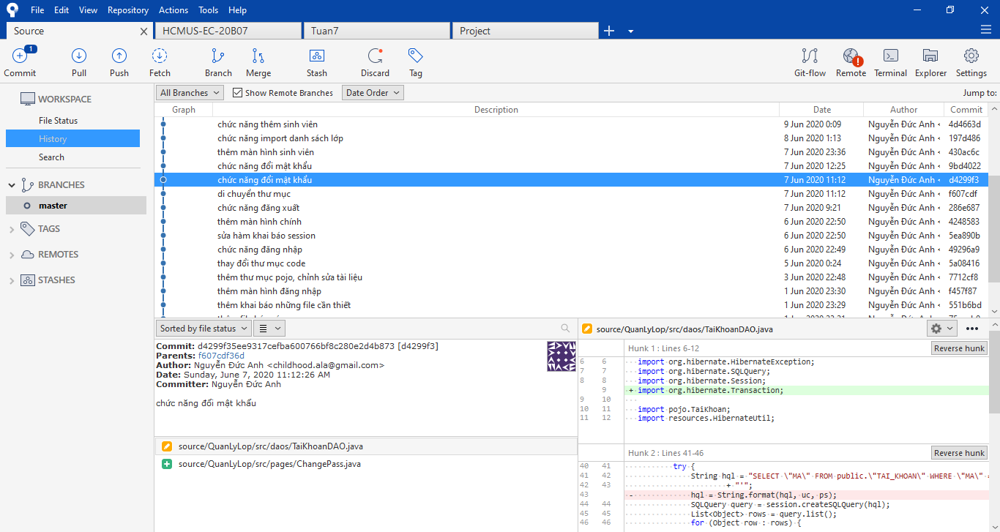 File Edit View Repository Actions Tools Help
Source HCMUS-EC-20B07 Tuan7 Project
1
Commit Pull Push Fetch Branch Merge Stash Discard Tag Git-flow Remote Terminal Explorer Settings
WORKSPACE
File Status
History
Search
BRANCHES
master
TAGS
REMOTES
STASHES
All Branches Show Remote Branches Date Order Jump to:
Graph Description Date Author Commit
chức năng thêm sinh viên 9 Jun 2020 0:09 Nguyễn Đức Anh < 4d4663d
chức năng import danh sách lớp 8 Jun 2020 1:13 Nguyễn Đức Anh < 197d486
thêm màn hình sinh viên 7 Jun 2020 23:36 Nguyễn Đức Anh < 430ac6c
chức năng đổi mật khẩu 7 Jun 2020 12:25 Nguyễn Đức Anh < 9bd4022
chức năng đổi mật khẩu 7 Jun 2020 11:12 Nguyễn Đức Anh < d4299f3
di chuyển thư mục 7 Jun 2020 11:12 Nguyễn Đức Anh < f607cdf
chức năng đăng xuất 7 Jun 2020 9:21 Nguyễn Đức Anh < 286e687
thêm màn hình chính 6 Jun 2020 22:50 Nguyễn Đức Anh < 4248583
sửa hàm khai báo session 6 Jun 2020 22:50 Nguyễn Đức Anh < 5ea890b
chức năng đăng nhập 6 Jun 2020 22:49 Nguyễn Đức Anh < 49296a9
thay đổi thư mục code 5 Jun 2020 0:24 Nguyễn Đức Anh < 5a08416
thêm thư mục pojo, chỉnh sửa tài liệu 3 Jun 2020 22:48 Nguyễn Đức Anh < 7712cf8
thêm màn hình đăng nhập 1 Jun 2020 23:30 Nguyễn Đức Anh < f457f87
thêm khai báo những file cần thiết 1 Jun 2020 23:29 Nguyễn Đức Anh < 551b6bd
Sorted by file status
Commit: d4299f35ee9317cefba600766bf8c280e2d4b873 [d4299f3]
Parents: f607cdf36d
Author: Nguyễn Đức Anh <childhood.ala@gmail.com>
Date: Sunday, June 7, 2020 11:12:26 AM
Committer: Nguyễn Đức Anh
chức năng đổi mật khẩu
source/QuanLyLop/src/daos/TaiKhoanDAO.java
source/QuanLyLop/src/pages/ChangePass.java
source/QuanLyLop/src/daos/TaiKhoanDAO.java
Hunk 1 : Lines 6-12 Reverse hunk
6 6 import org.hibernate.HibernateException;
7 7 import org.hibernate.SQLQuery;
8 8 import org.hibernate.Session;
9 + import org.hibernate.Transaction;
9 10
10 11 import pojo.TaiKhoan;
11 12 import resources.HibernateUtil;
Hunk 2 : Lines 41-46 Reverse hunk
40 41 try {
41 42 String hql = "SELECT \"MA\" FROM public.\"TAI_KHOAN\" WHERE \"MA\" =
42 43 + "'";
43 - hql = String.format(hql, uc, ps);
44 44 SQLQuery query = session.createSQLQuery(hql);
45 45 List<Object> rows = query.list();
46 46 for (Object row : rows) {